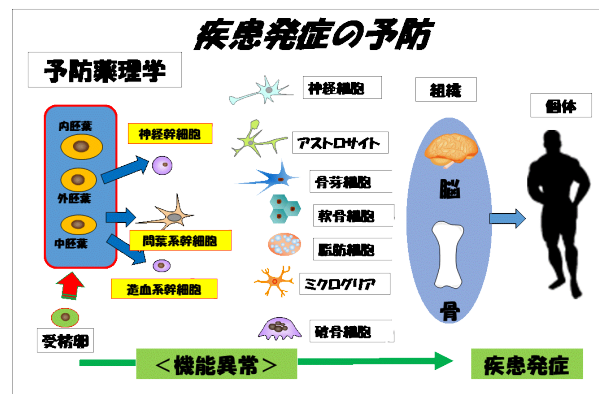 疾患発症の予防
予防薬理学
内胚葉
外胚葉
中胚葉
受精卵
神経幹細胞
間葉系幹細胞
造血系幹細胞
神経細胞
アストロサイト
骨芽細胞
軟骨細胞
脂肪細胞
ミクログリア
破骨細胞
組織
脳
骨
個体
＜機能異常＞
疾患発症